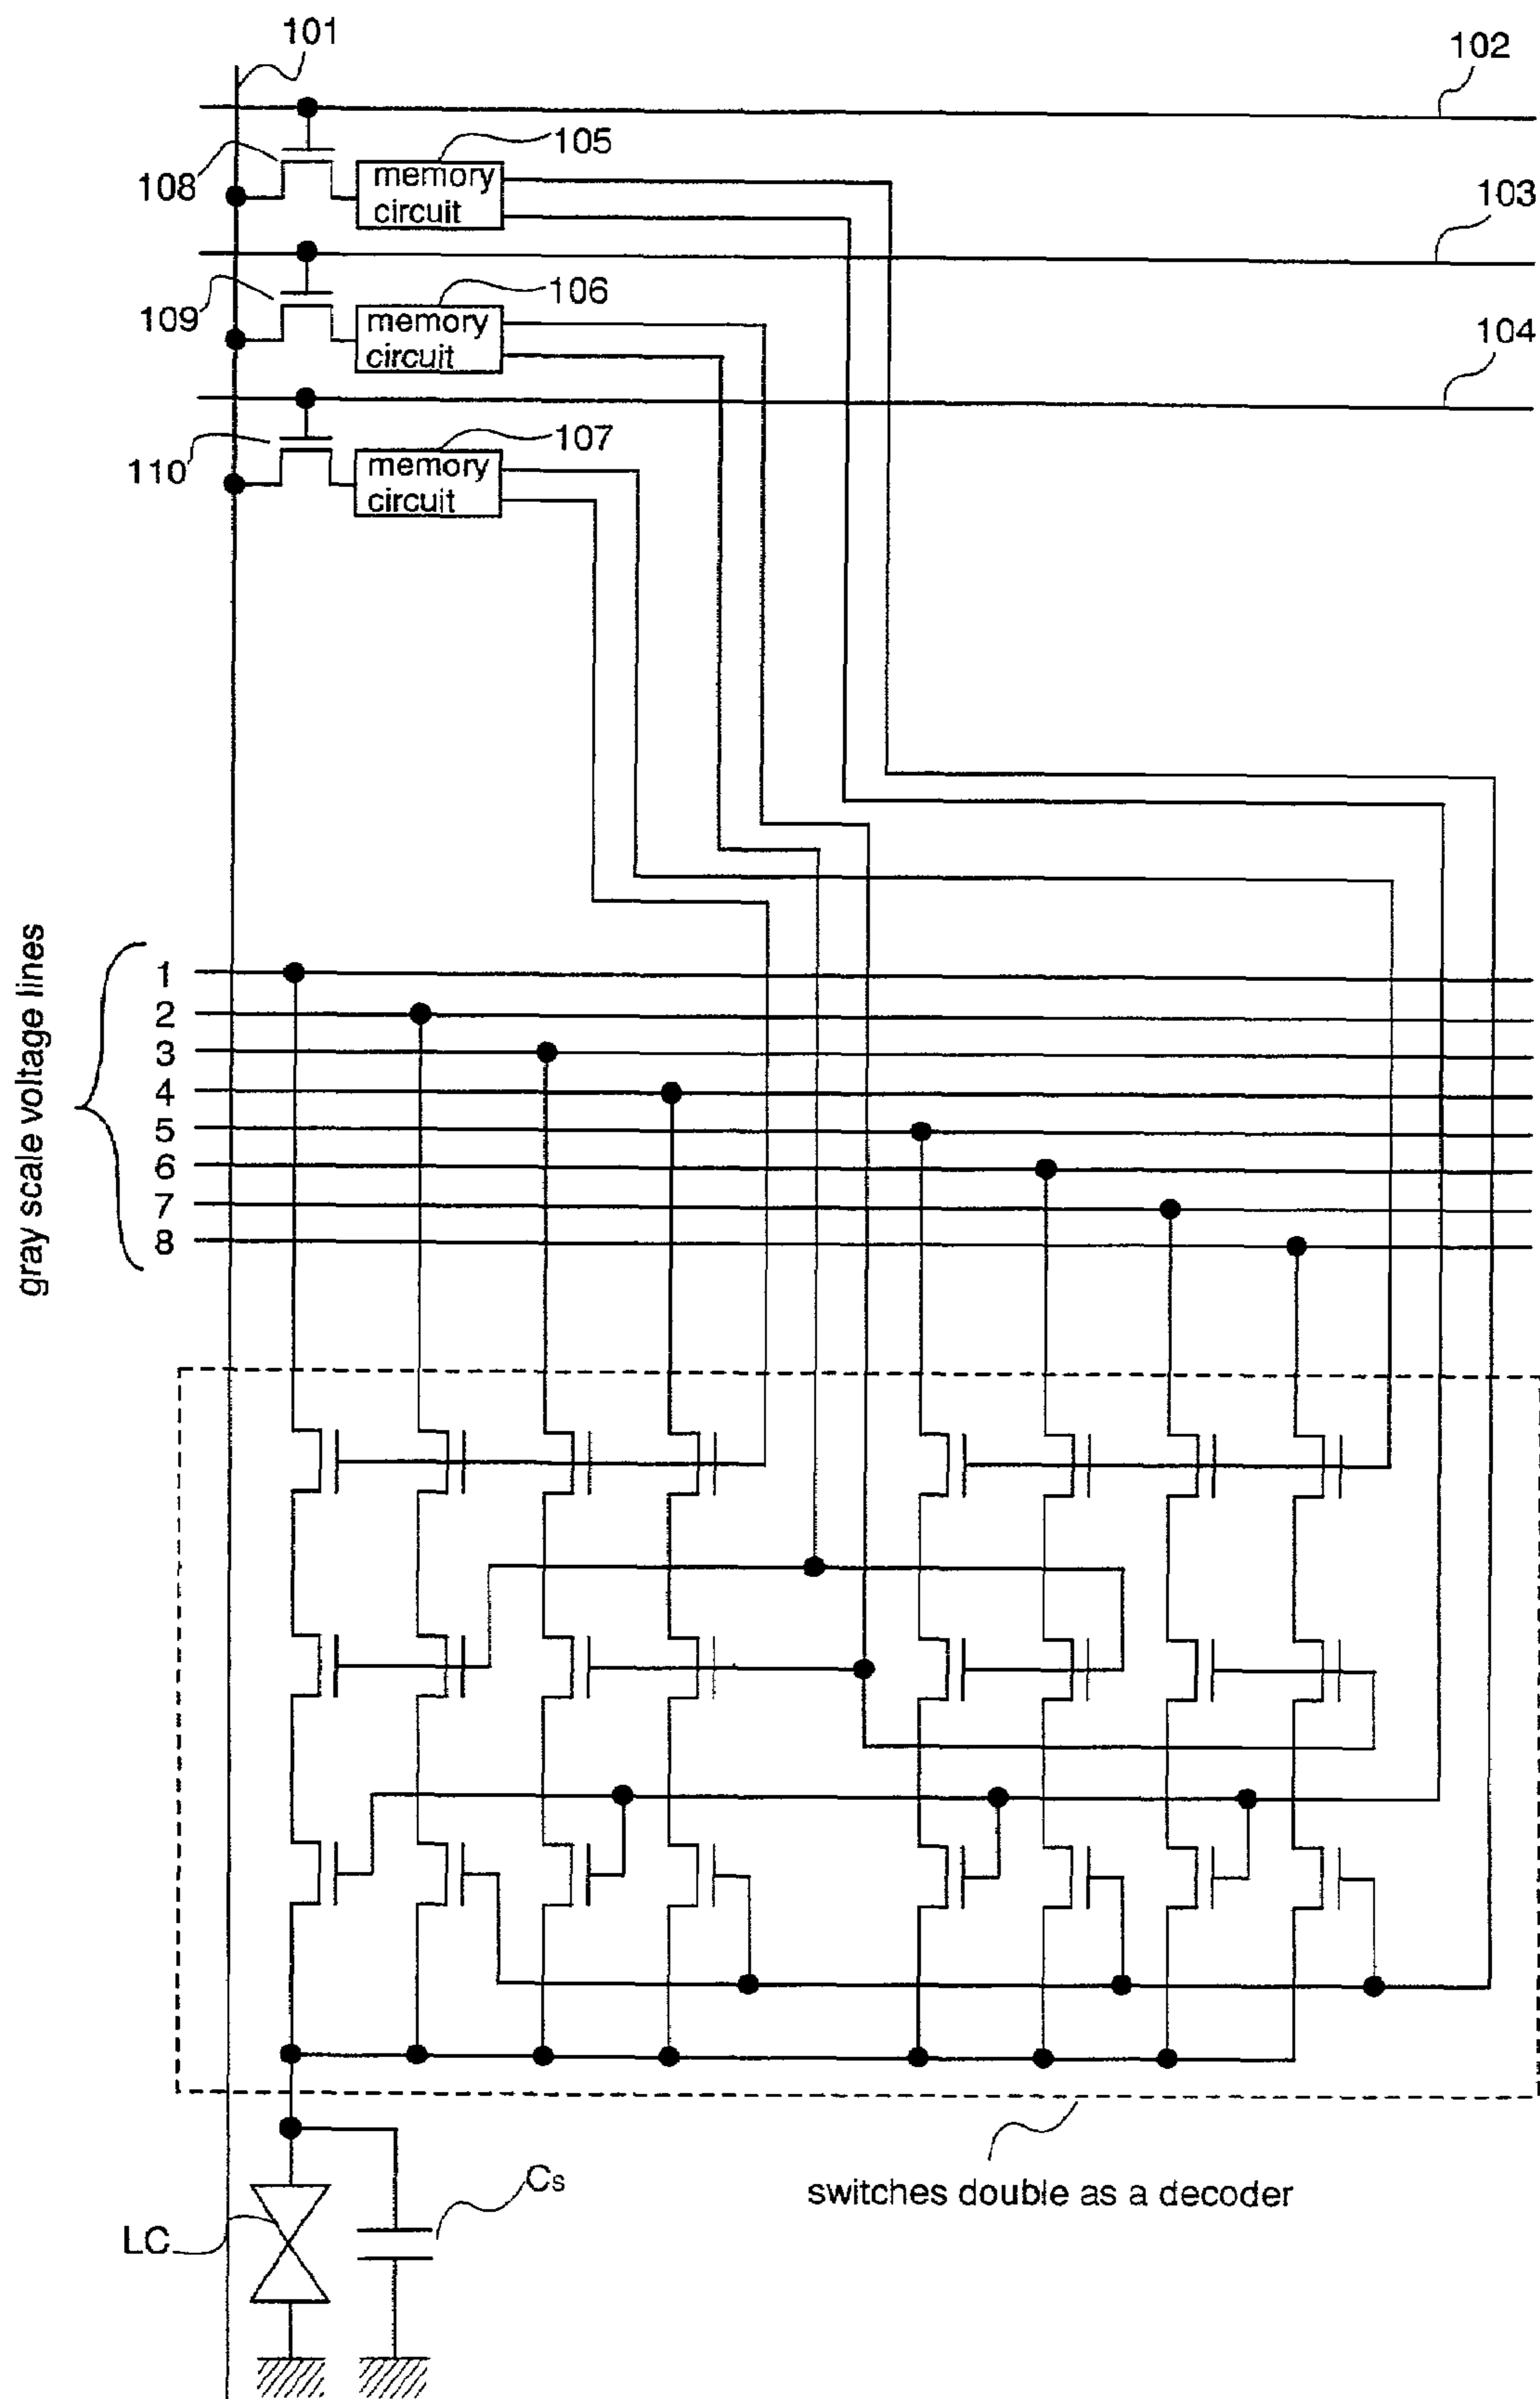 101
102
108
105
memory
circuit
103
109
106
memory
circuit
104
110
107
memory
circuit
gray scale voltage lines
1
2
3
4
5
6
7
8
switches double as a decoder
Cs
LC